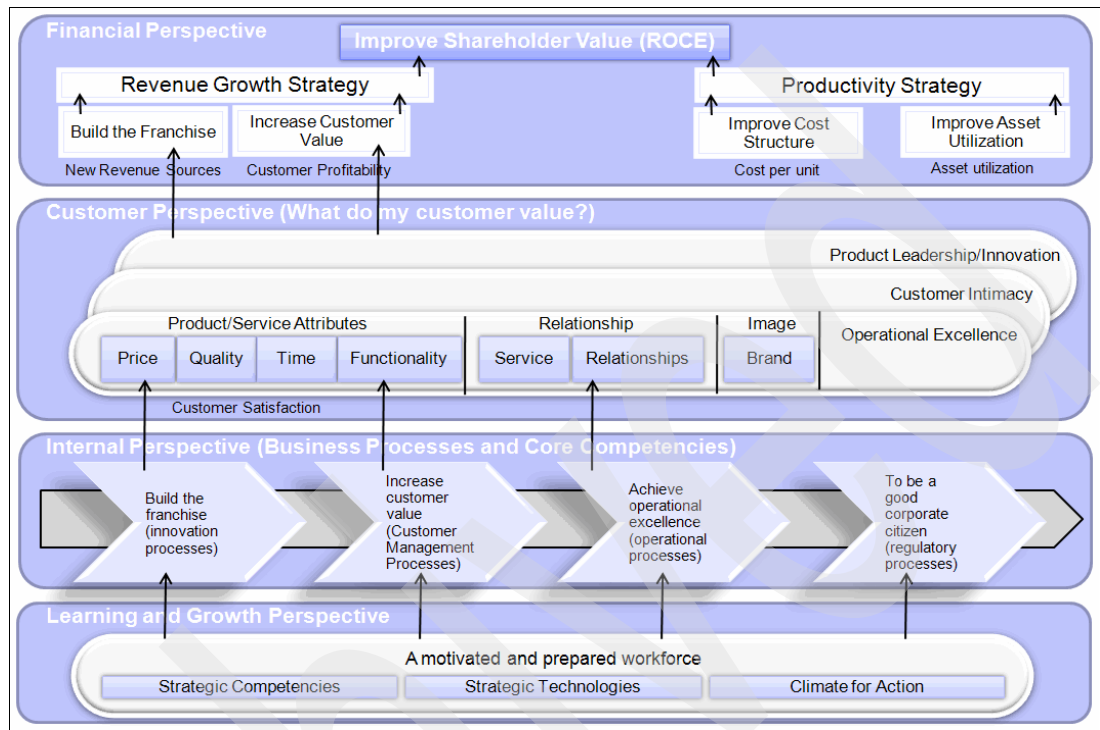 Financial Perspective
Improve Shareholder Value (ROCE)
Revenue Growth Strategy
Productivity Strategy
Build the Franchise
Increase Customer
Value
Improve Cost
Structure
Improve Asset
Utilization
New Revenue Sources
Customer Profitability
Cost per unit
Asset utilization
Customer Perspective (What do my customer value?)
Product Leadership/Innovation
Customer Intimacy
Operational Excellence
Product/Service Attributes
Relationship
Image
Price
Quality
Time
Functionality
Service
Relationships
Brand
Customer Satisfaction
Internal Perspective (Business Processes and Core Competencies)
Build the
franchise
(innovation
processes)
Increase
customer
value
(Customer
Management
Processes)
Achieve
operational
excellence
(operational
processes)
To be a
good
corporate
citizen
(regulatory
processes)
Learning and Growth Perspective
A motivated and prepared workforce
Strategic Competencies
Strategic Technologies
Climate for Action